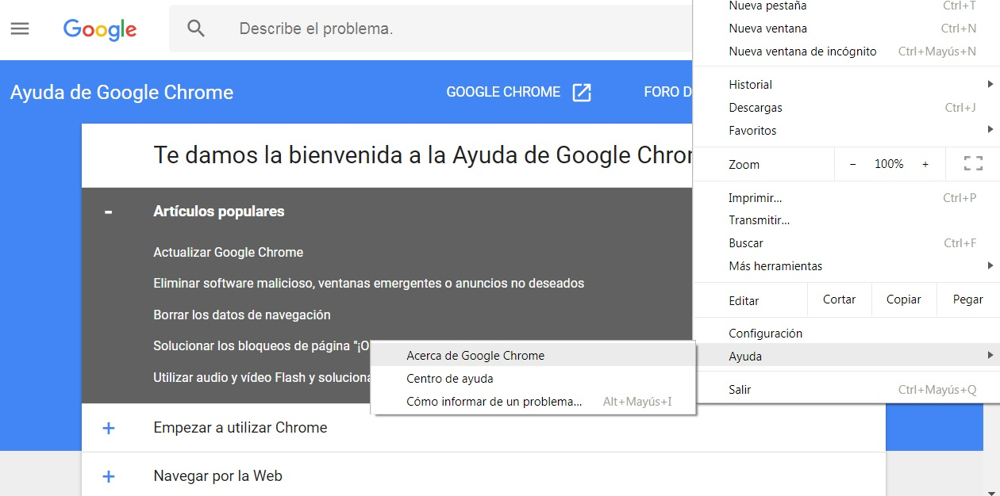 Google
Describe el problema.
Ayuda de Google Chrome
GOOGLE CHROME
FORO D
Te damos la bienvenida a la Ayuda de Google Chro
- Artículos populares
Actualizar Google Chrome
Eliminar software malicioso, ventanas emergentes o anuncios no deseados
Borrar los datos de navegación
Solucionar los bloqueos de página "¡O
Utilizar audio y vídeo Flash y soluciona
+ Empezar a utilizar Chrome
+ Navegar por la Web
Nueva pestaña Ctrl+T
Nueva ventana Ctrl+N
Nueva ventana de incógnito Ctrl+Mayús+N
Historial
Descargas Ctrl+J
Favoritos
Zoom - 100% +
Imprimir... Ctrl+P
Transmitir...
Buscar Ctrl+F
Más herramientas
Editar Cortar Copiar Pegar
Configuración
Ayuda
Salir Ctrl+Mayús+Q
Acerca de Google Chrome
Centro de ayuda
Cómo informar de un problema... Alt+Mayús+I